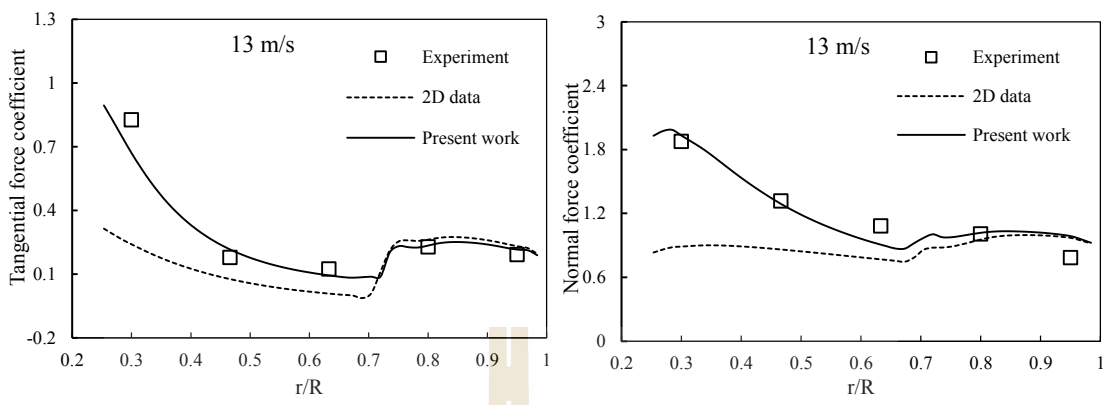 13 m/s
Experiment
2D data
Present work
Tangential force coefficient
1.3
1
0.7
0.4
0.1
-0.2
0.2 0.3 0.4 0.5 0.6 0.7 0.8 0.9 1
r/R
13 m/s
Experiment
2D data
Present work
Normal force coefficient
3
2.4
1.8
1.2
0.6
0
0.2 0.3 0.4 0.5 0.6 0.7 0.8 0.9 1
r/R